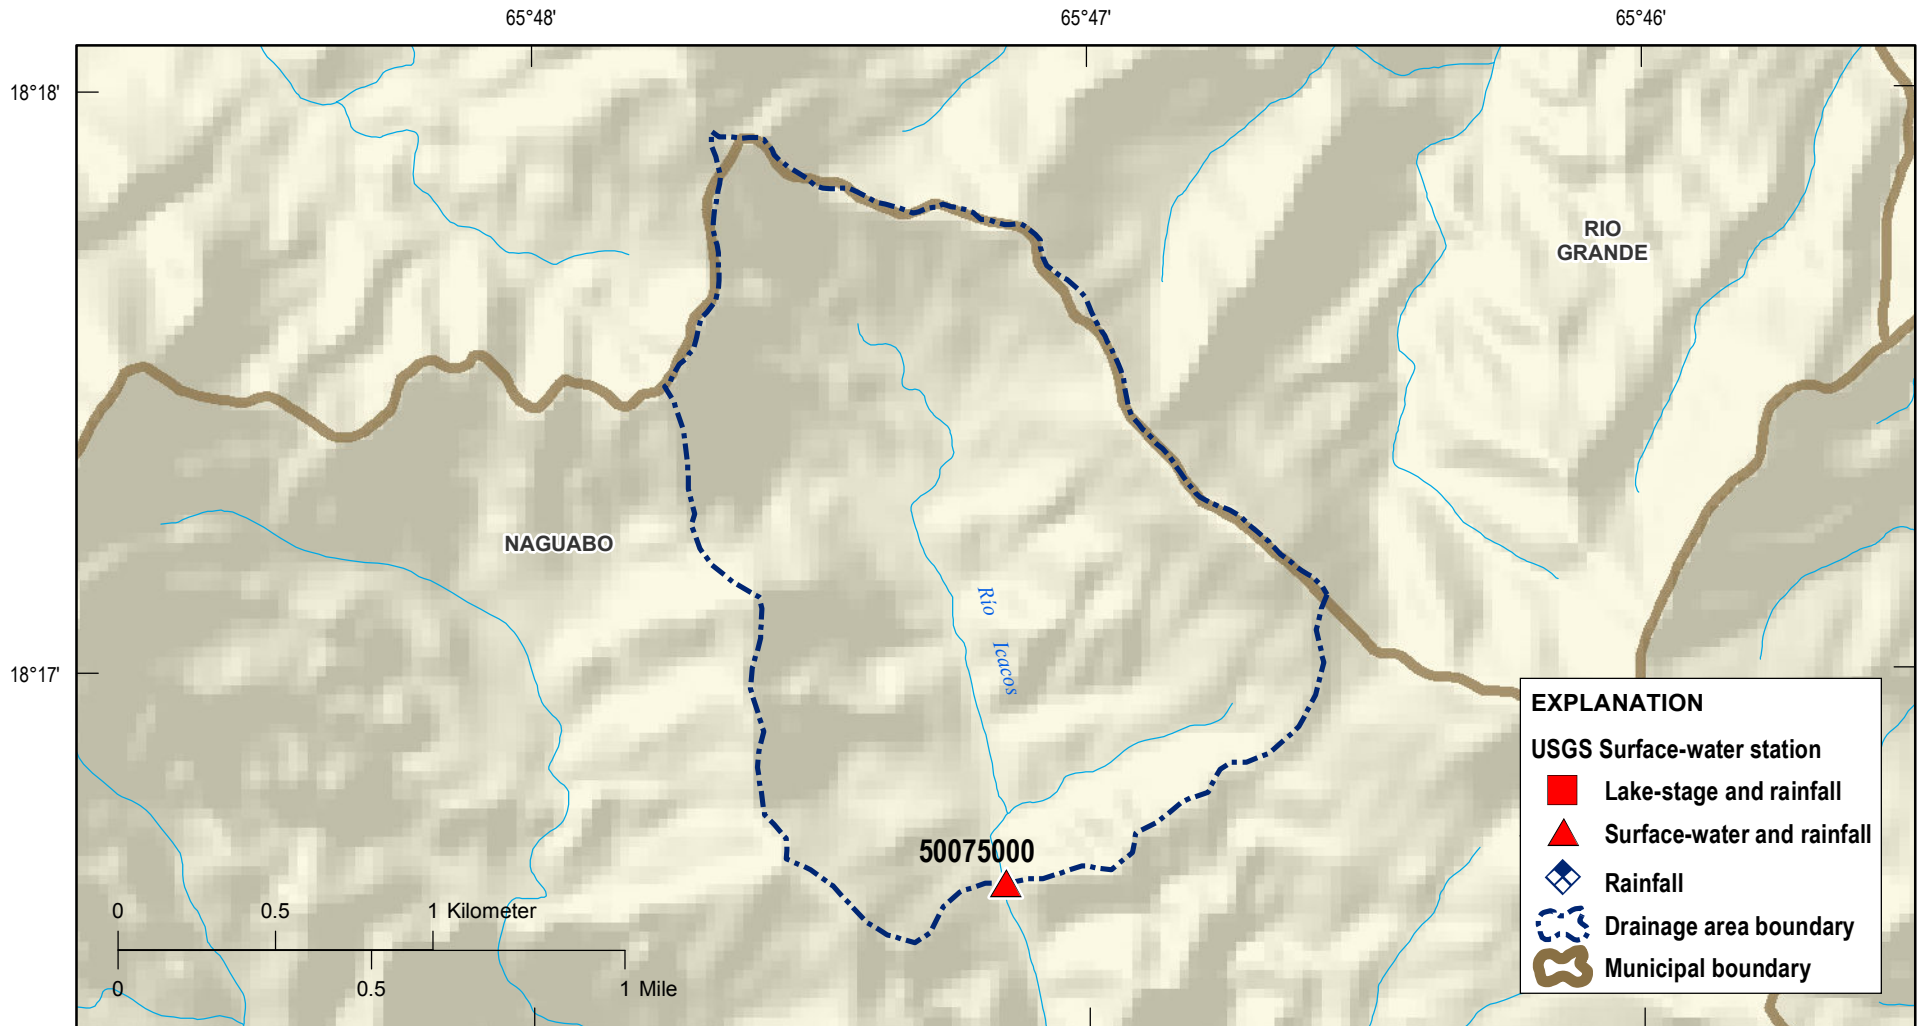 65°48'
65°47'
65°46'
18°18'
RIO
GRANDE
NAGUABO
Río
Icacos
18°17'
50075000
0
0.5
1 Kilometer
0
0.5
1 Mile
EXPLANATION
USGS Surface-water station
Lake-stage and rainfall
Surface-water and rainfall
Rainfall
Drainage area boundary
Municipal boundary